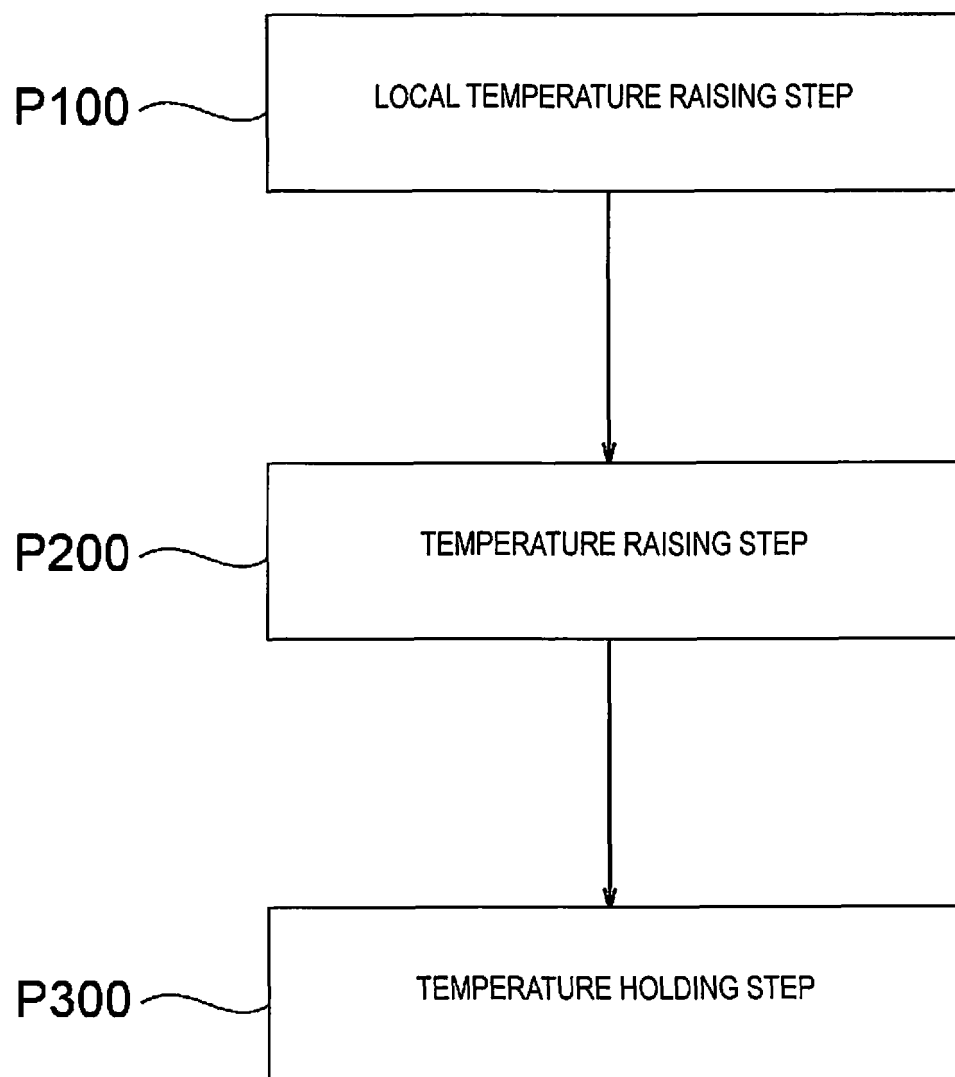 P100
LOCAL TEMPERATURE RAISING STEP
P200
TEMPERATURE RAISING STEP
P300
TEMPERATURE HOLDING STEP